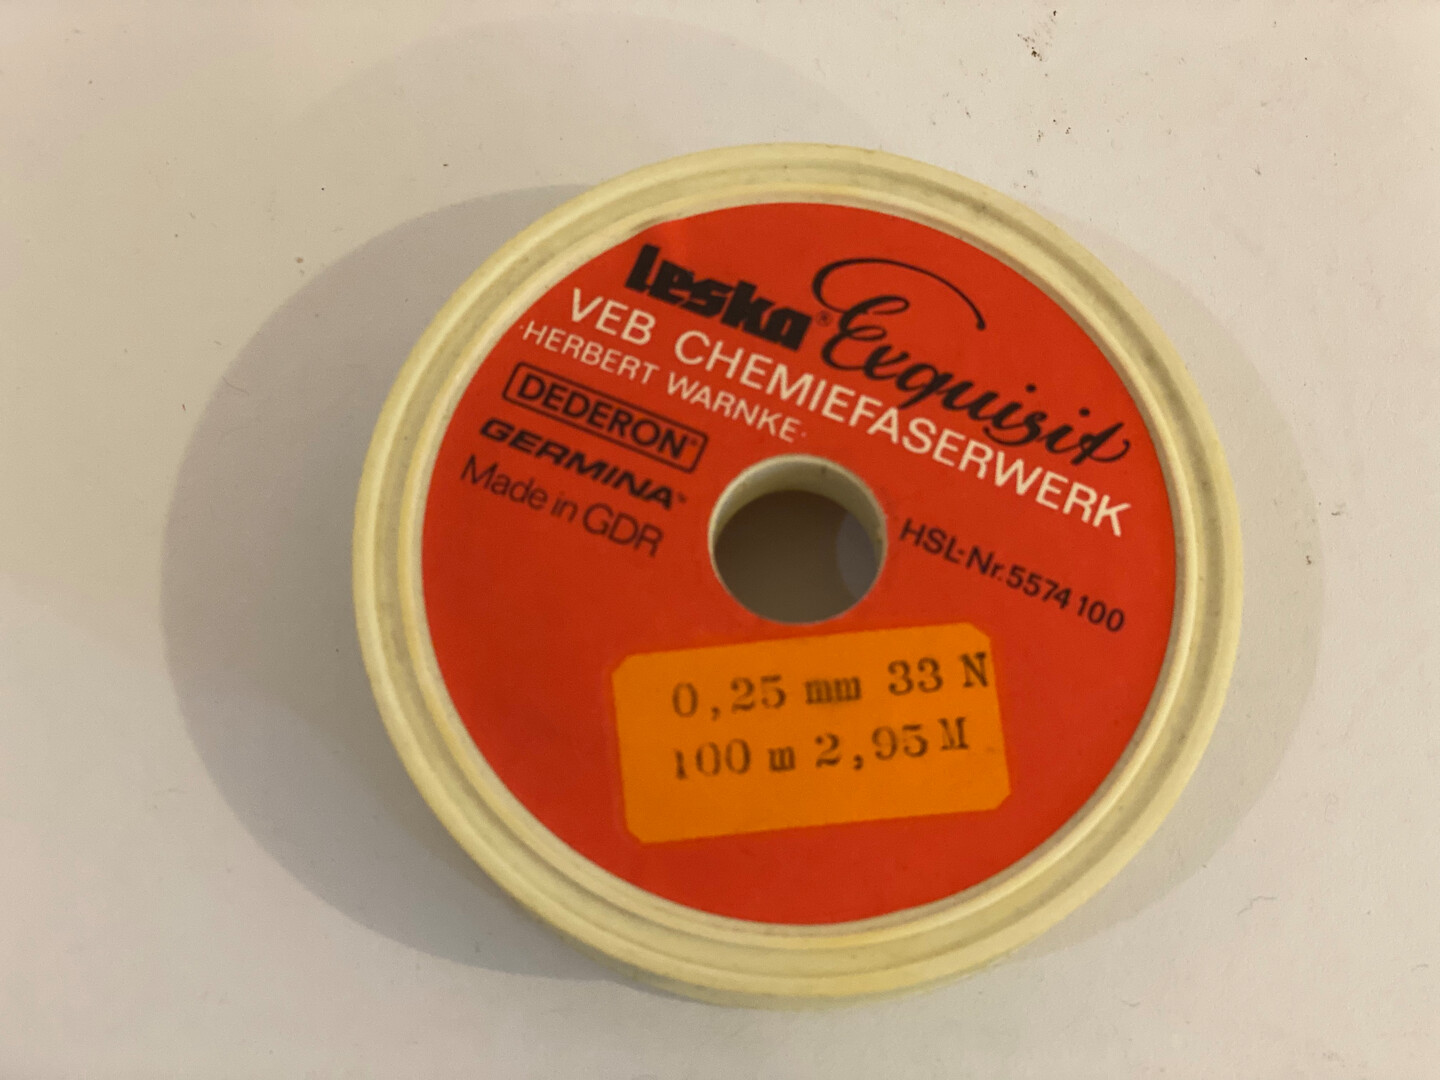 leska® Exquisit
VEB CHEMIEFASERWERK
·HERBERT WARNKE·
DEDERON®
GERMINA®
Made in GDR
HSL-Nr. 5574 100
0,25 mm 33 N
100 m 2,95 M